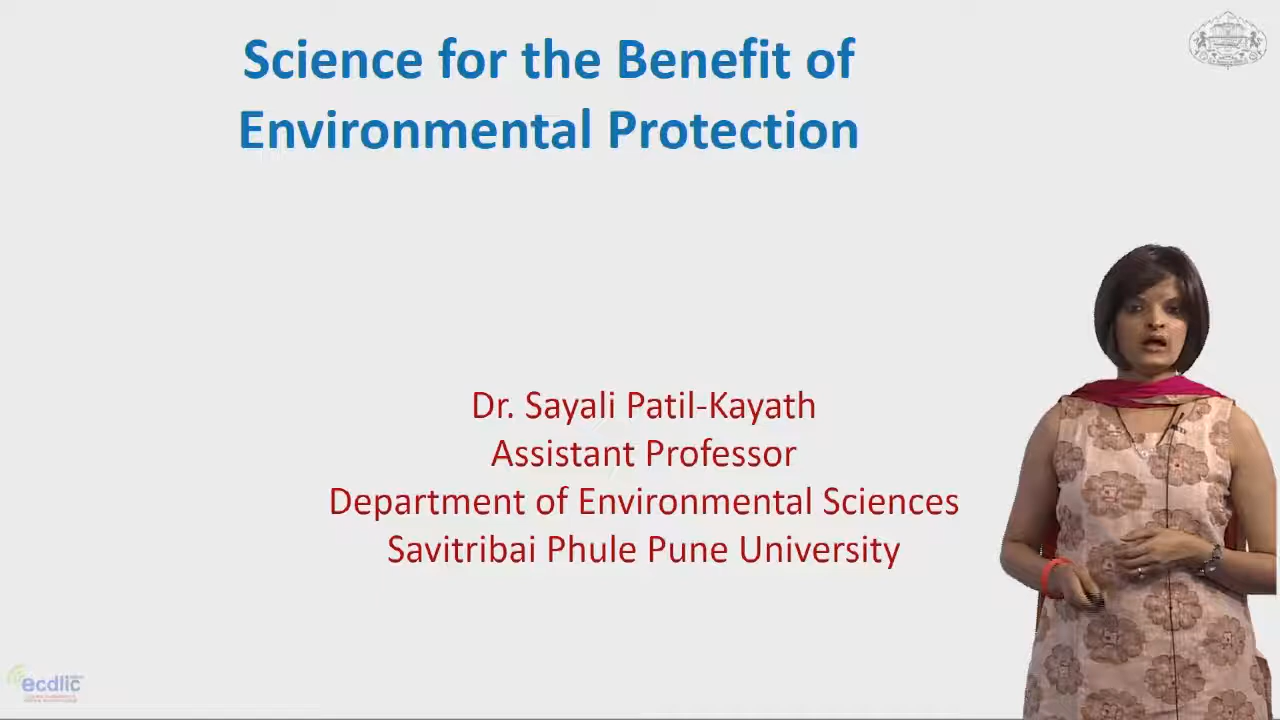 Science for the Benefit of
Environmental Protection
Dr. Sayali Patil-Kayath
Assistant Professor
Department of Environmental Sciences
Savitribai Phule Pune University
ecdlic